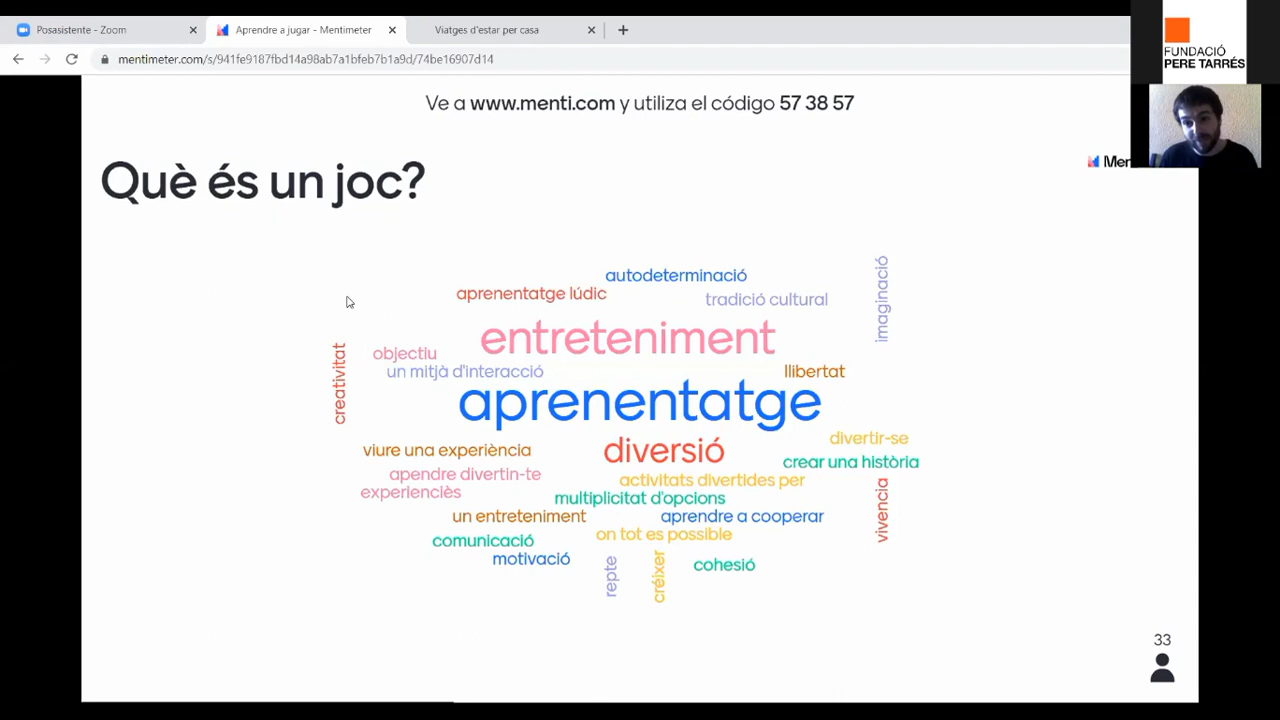 Posasistente - Zoom
Aprendre a jugar - Mentimeter
Viatges d'estar per casa
mentimeter.com/s/941fe9187fbd14a98ab7a1bfeb7b1a9d/74be16907d14
FUNDACIÓ
PERE TARRÉS
Ve a www.menti.com y utiliza el código 57 38 57
Què és un joc?
autodeterminació
aprenentatge lúdic
tradició cultural
imaginació
entreteniment
creativitat
objectiu
un mitjà d'interacció
llibertat
aprenentatge
viure una experiència
diversió
divertir-se
crear una història
apendre divertin-te
activitats divertides per
experienclès
multiplicitat d'opcions
vivencia
un entreteniment
aprendre a cooperar
comunicació
on tot es possible
motivació
repte
créixer
cohesió
33